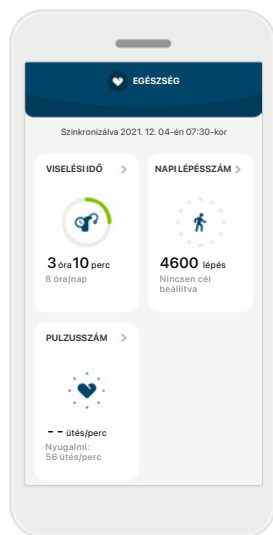 EGÉSZSÉG
Szinkronizálva 2021. 12. 04-én 07:30-kor
VISELÉSI IDŐ
3 óra 10 perc
8 óra/nap
NAPI LÉPÉSSZÁM
4600 lépés
Nincsen cél
beállítva
PULZUSSZÁM
-- ütés/perc
Nyugalmi:
56 ütés/perc